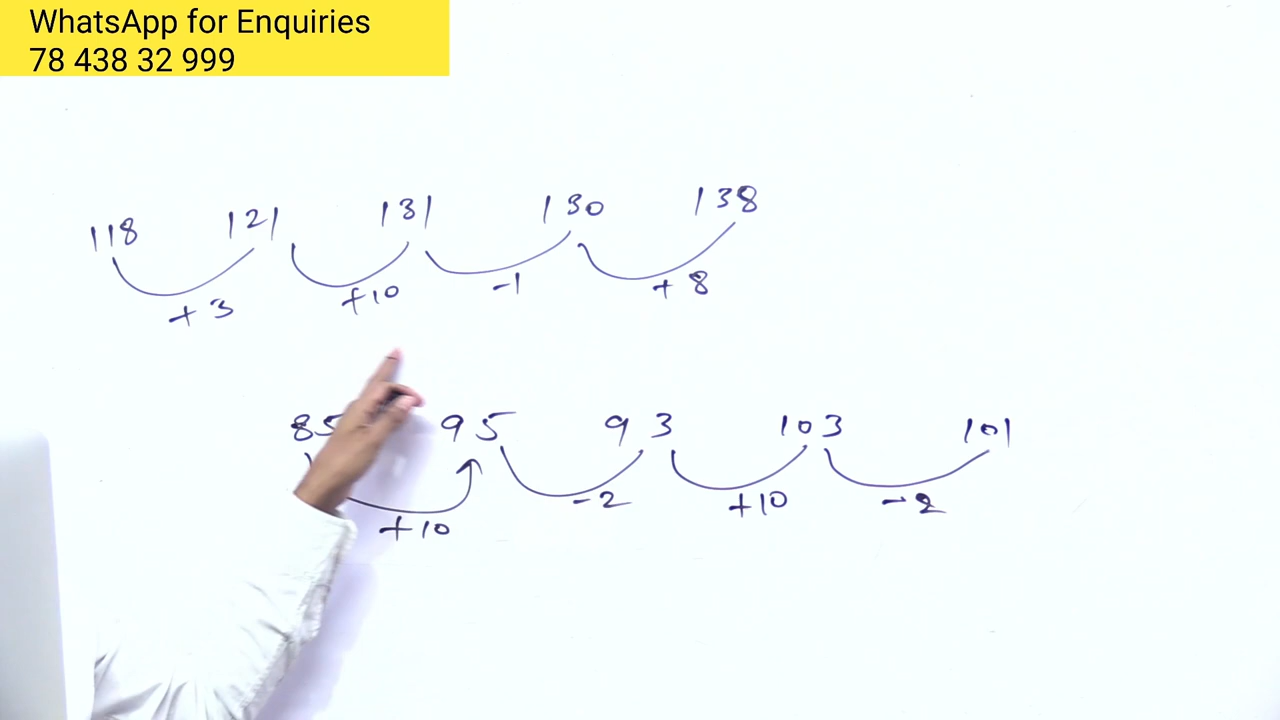 WhatsApp for Enquiries
78 438 32 999
118 121 131 130 138
+3 +10 -1 +8
85 95 93 103 101
+10 -2 +10 -2